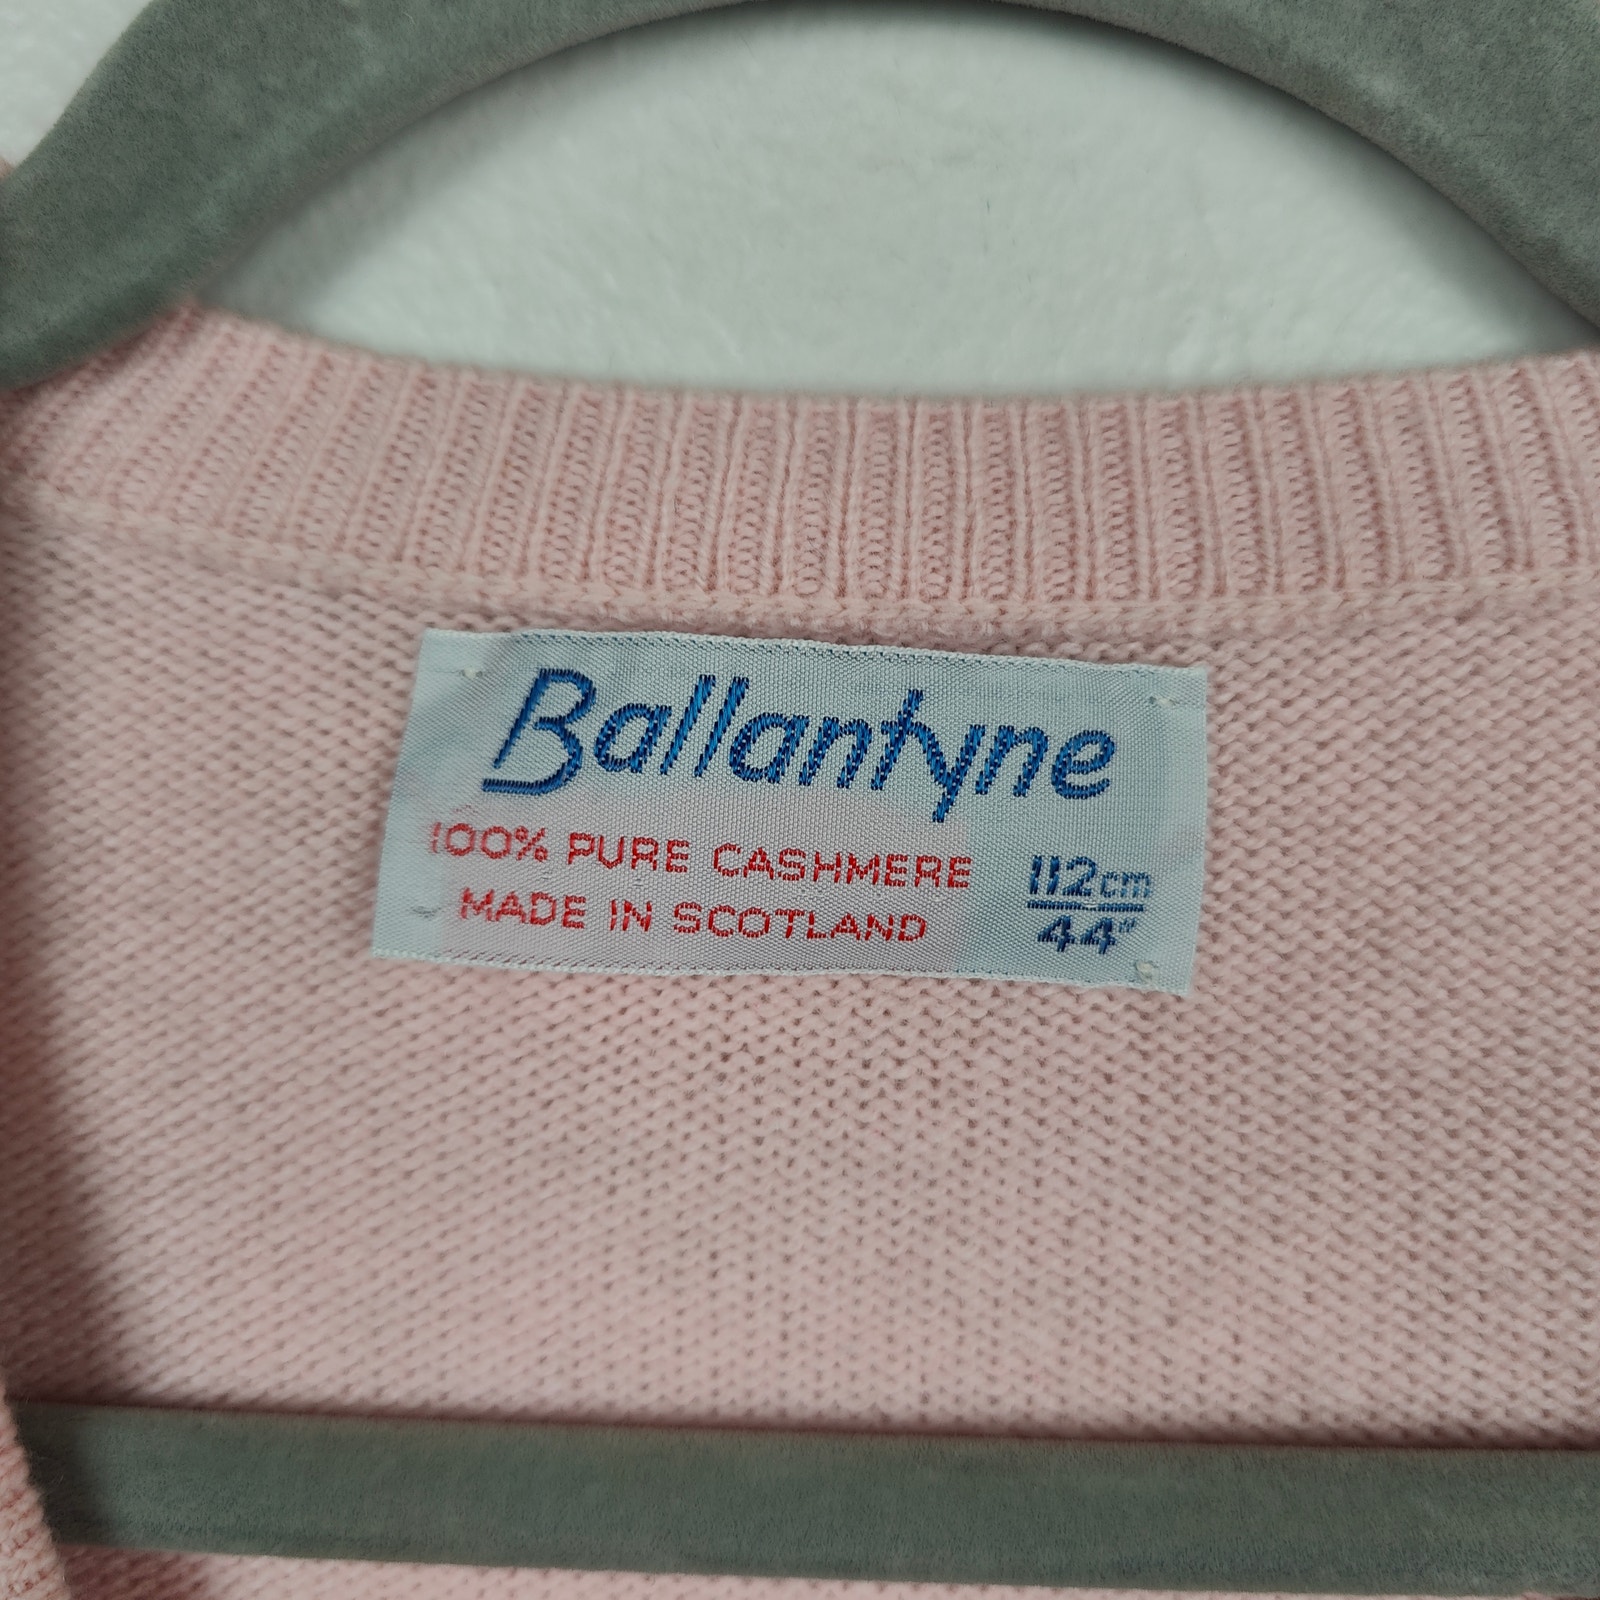 Ballantyne
100% PURE CASHMERE
MADE IN SCOTLAND
112cm
44"